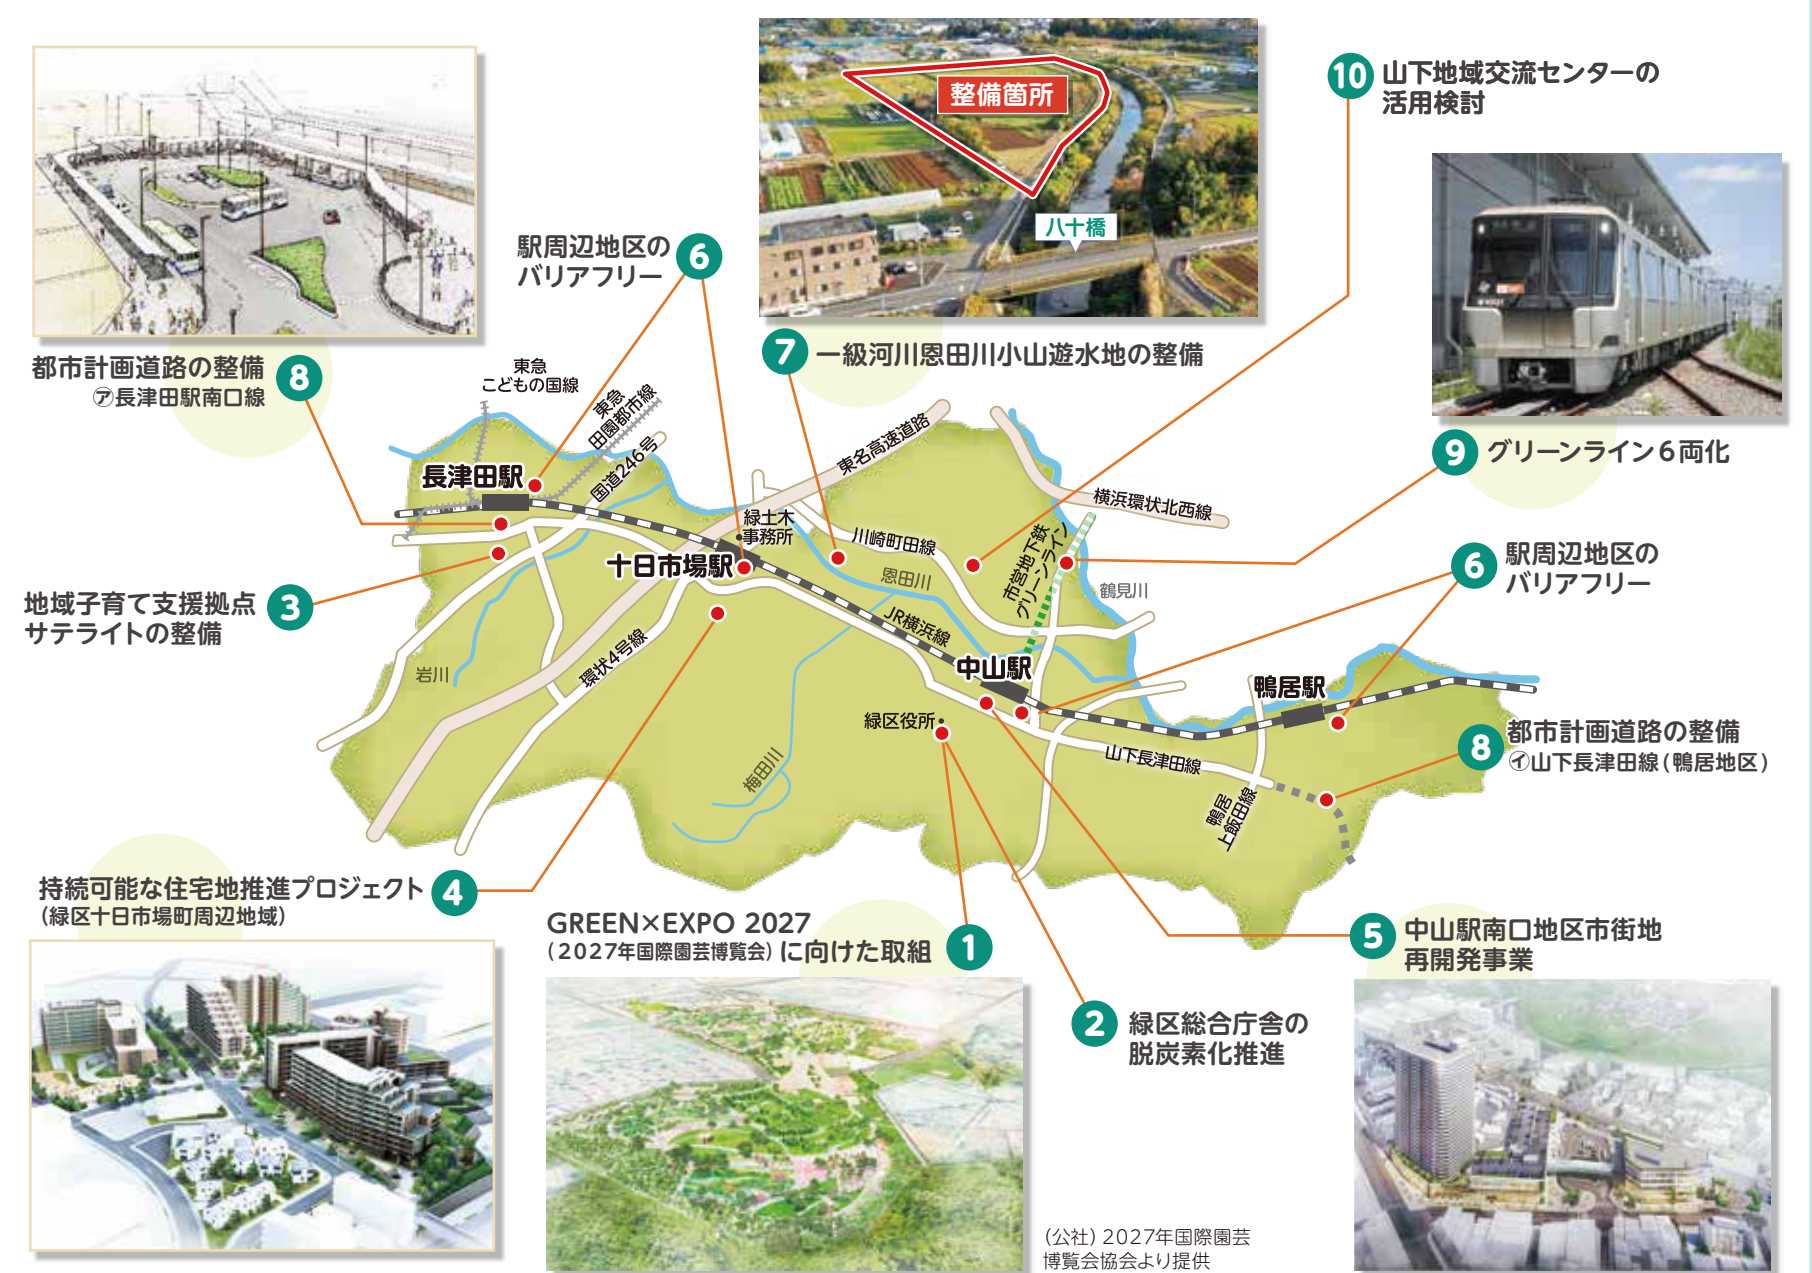 整備箇所
八十橋
10 山下地域交流センターの
活用検討
駅周辺地区の
バリアフリー 6
7 一級河川恩田川小山遊水地の整備
都市計画道路の整備 8
㋐長津田駅南口線
9 グリーンライン6両化
東急
こどもの国線
東急
田園都市線
国道246号
東名高速道路
横浜環状北西線
長津田駅
緑土木
事務所
川崎町田線
市営地下鉄
グリーンライン
十日市場駅
恩田川
鶴見川
6 駅周辺地区の
バリアフリー
地域子育て支援拠点
サテライトの整備 3
JR横浜線
環状4号線
岩川
中山駅
鴨居駅
緑区役所
梅田川
山下長津田線
鴨居
上飯田線
8 都市計画道路の整備
㋑山下長津田線(鴨居地区)
持続可能な住宅地推進プロジェクト 4
(緑区十日市場町周辺地域)
GREEN×EXPO 2027
(2027年国際園芸博覧会)に向けた取組 1
5 中山駅南口地区市街地
再開発事業
2 緑区総合庁舎の
脱炭素化推進
(公社)2027年国際園芸
博覧会協会より提供